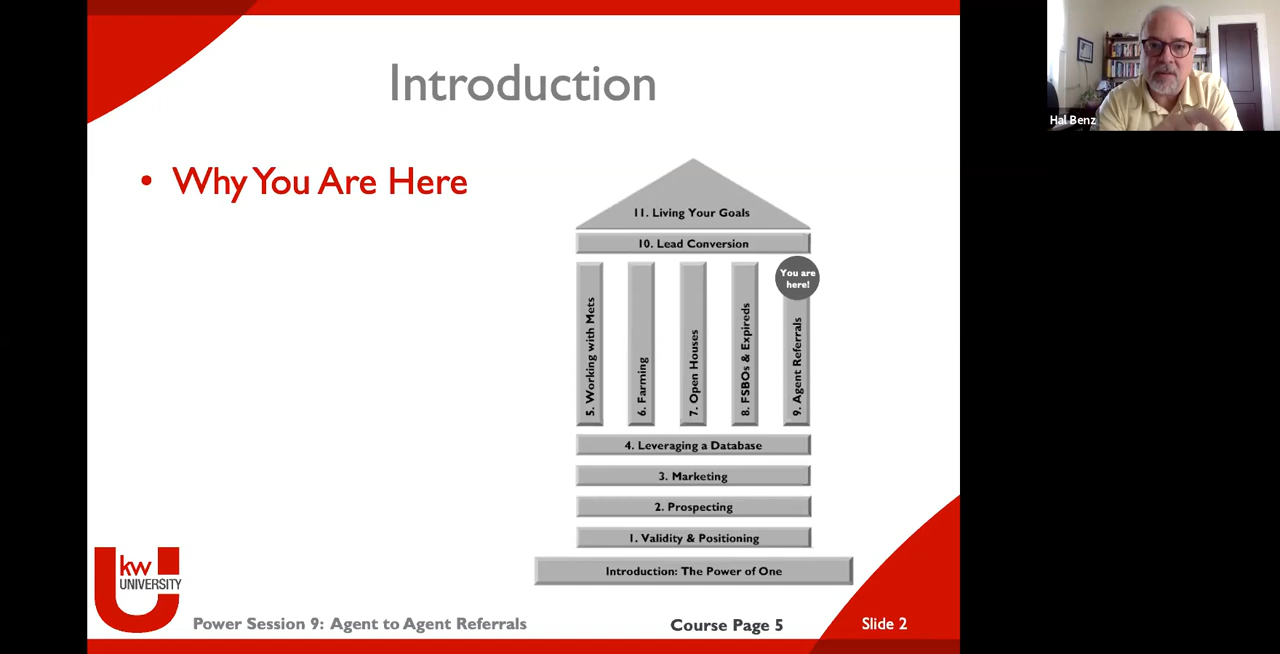 Introduction
• Why You Are Here
11. Living Your Goals
10. Lead Conversion
You are
here!
5. Working with Mets
6. Farming
7. Open Houses
8. FSBOs & Expireds
9. Agent Referrals
4. Leveraging a Database
3. Marketing
2. Prospecting
1. Validity & Positioning
Introduction: The Power of One
kw
UNIVERSITY
Power Session 9: Agent to Agent Referrals
Course Page 5
Slide 2
Hal Benz